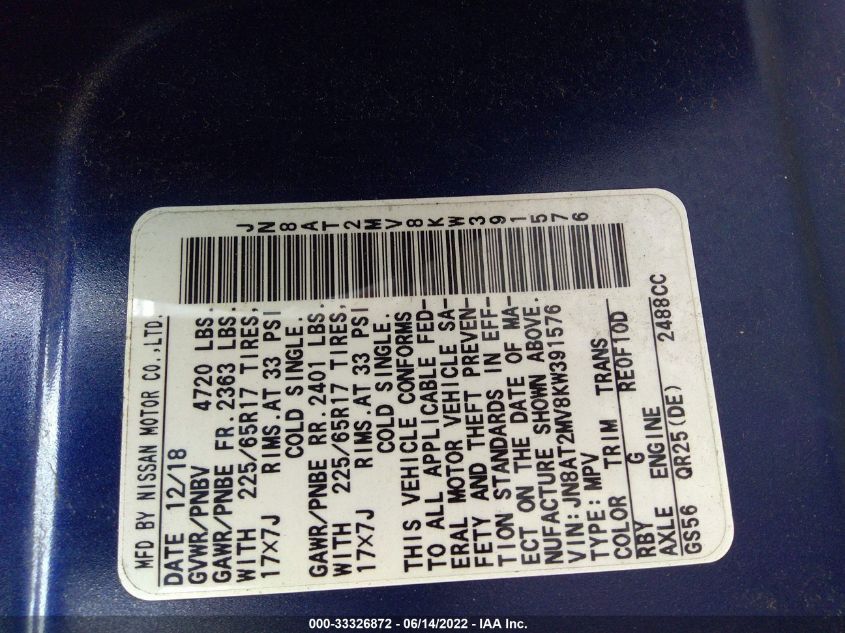 MFD BY NISSAN MOTOR CO.,LTD.
DATE 12/18
GVWR/PNBV 4720 LBS.
GAWR/PNBE FR. 2363 LBS.
WITH 225/65R17 TIRES,
17×7J RIMS.AT 33 PSI
COLD SINGLE.
GAWR/PNBE RR. 2401 LBS.
WITH 225/65R17 TIRES,
17×7J RIMS.AT 33 PSI
COLD SINGLE.
THIS VEHICLE CONFORMS
TO ALL APPLICABLE FED-
ERAL MOTOR VEHICLE SA-
FETY AND THEFT PREVEN-
TION STANDARDS IN EFF-
ECT ON THE DATE OF MA-
NUFACTURE SHOWN ABOVE.
VIN: JN8AT2MV8KW391576
TYPE: MPV
COLOR TRIM TRANS
RBY G RE0F10D
AXLE ENGINE
GS56 QR25(DE) 2488CC
JN8AT2MV8KW391576
000-33326872 - 06/14/2022 - IAA Inc.